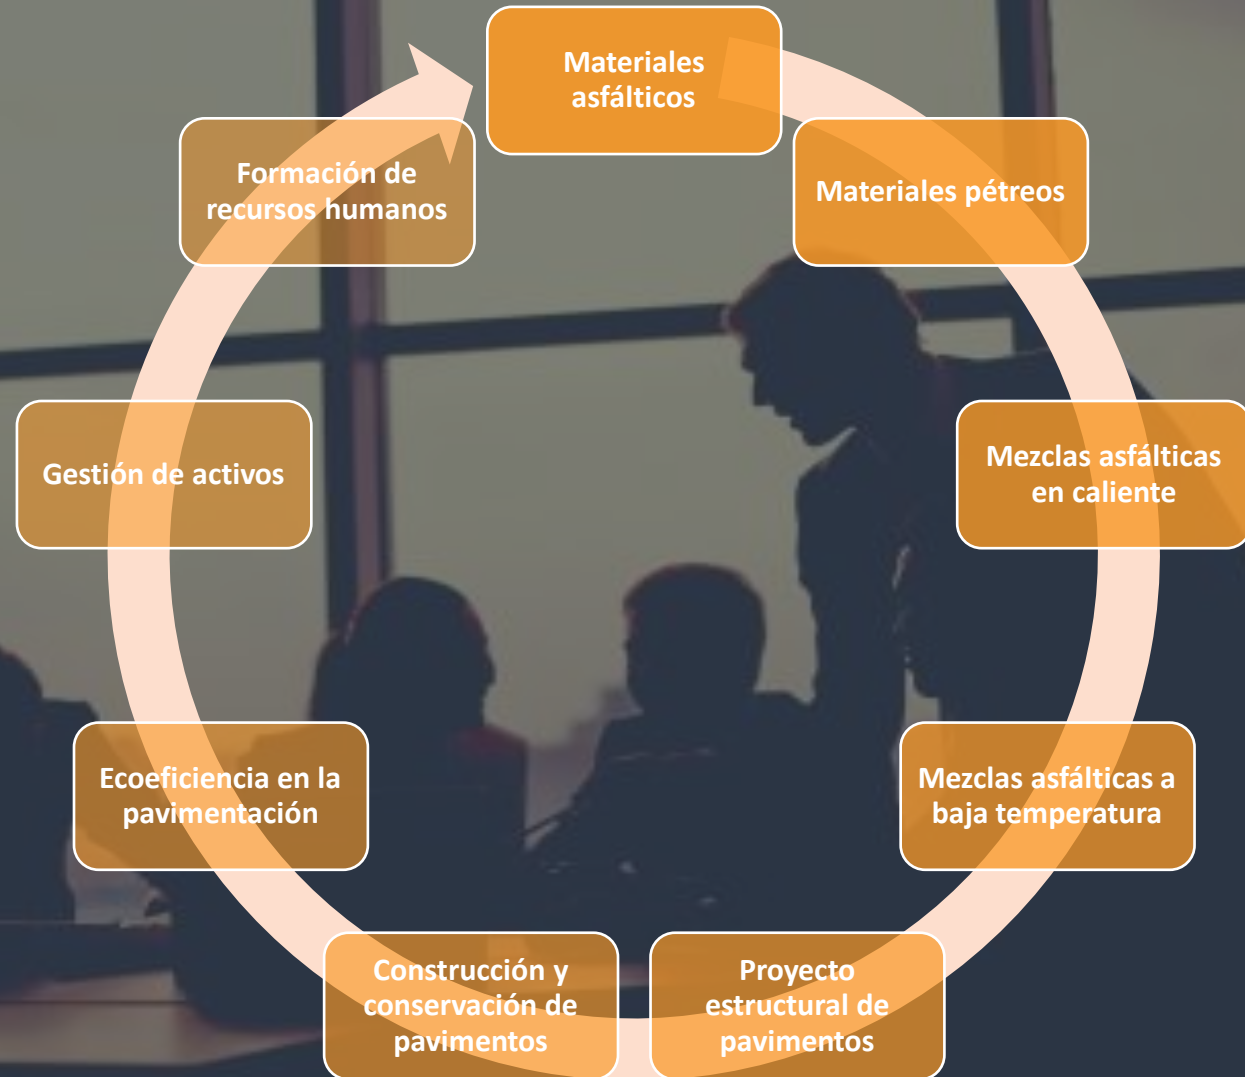 Materiales
asfálticos
Materiales pétreos
Mezclas asfálticas
en caliente
Mezclas asfálticas a
baja temperatura
Proyecto
estructural de
pavimentos
Construcción y
conservación de
pavimentos
Ecoeficiencia en la
pavimentación
Gestión de activos
Formación de
recursos humanos